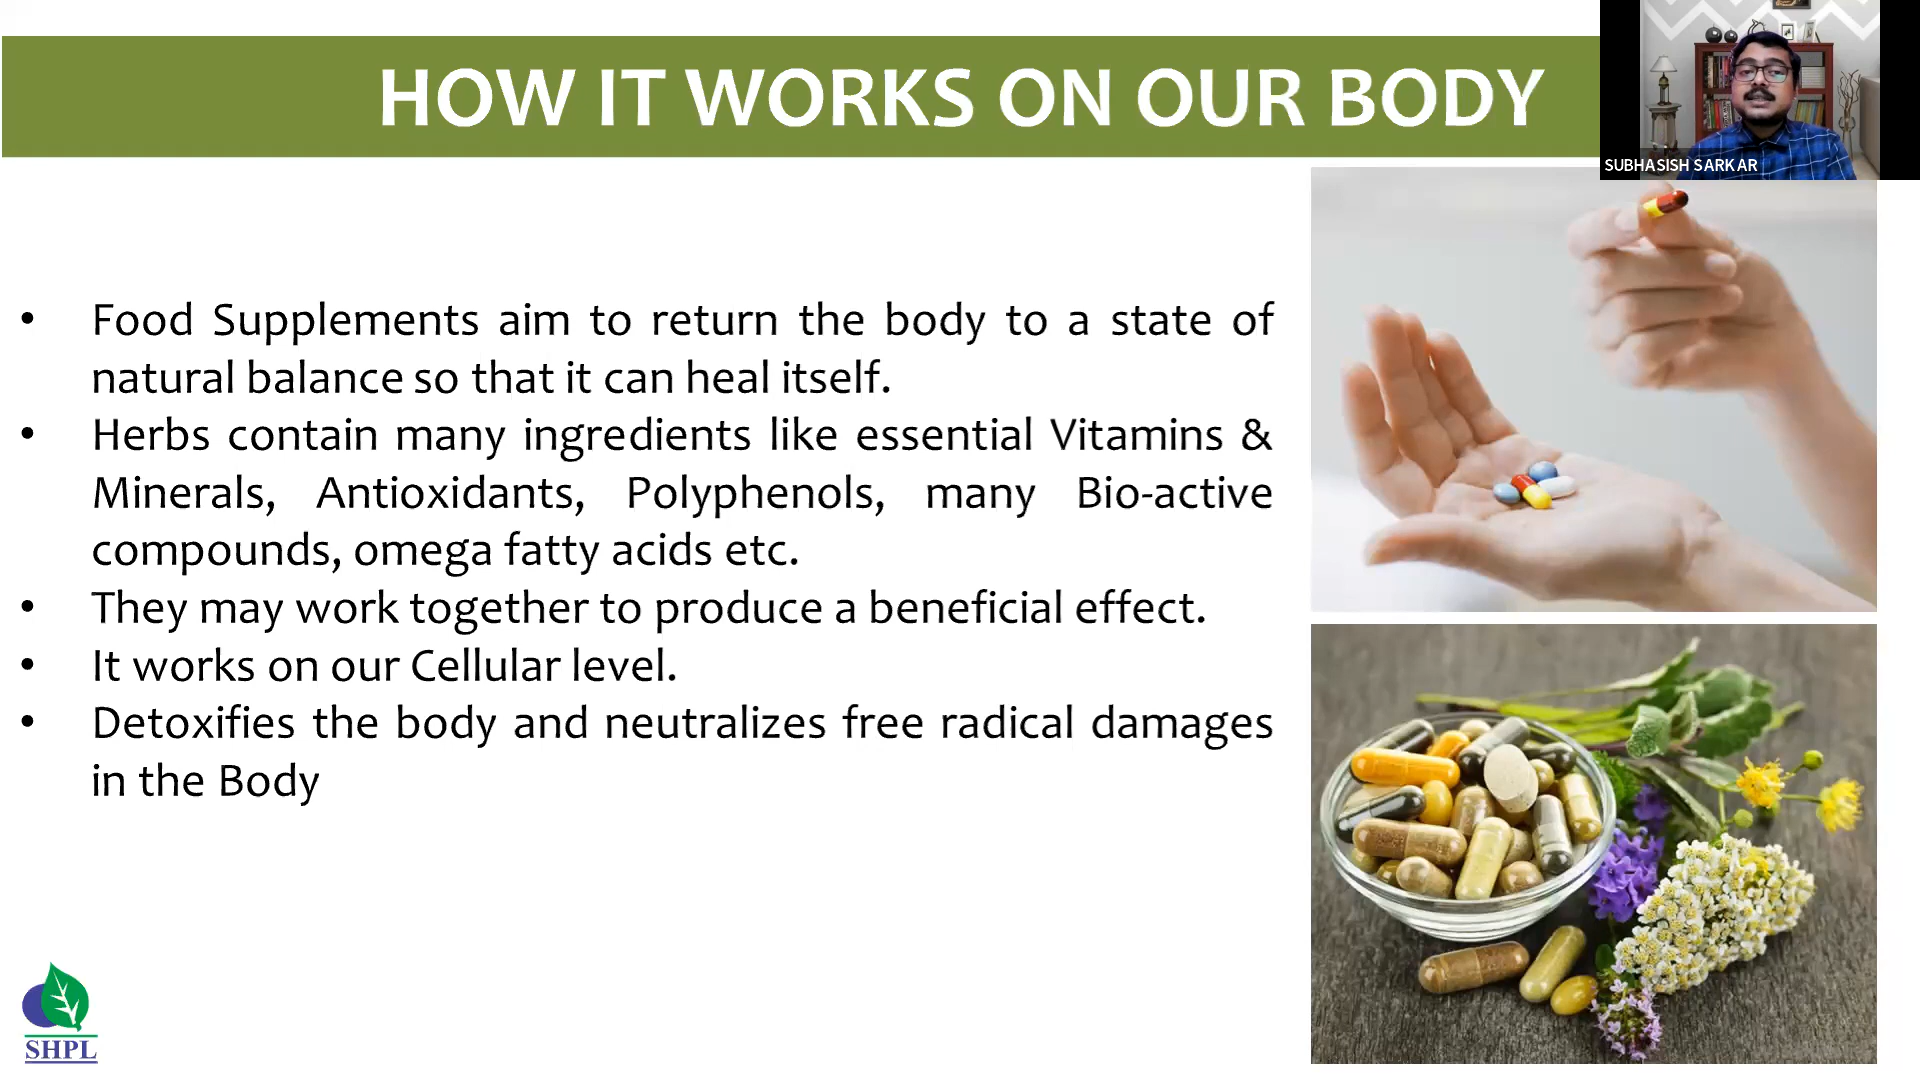 HOW IT WORKS ON OUR BODY
SUBHASISH SARKAR
• Food Supplements aim to return the body to a state of
natural balance so that it can heal itself.
• Herbs contain many ingredients like essential Vitamins &
Minerals, Antioxidants, Polyphenols, many Bio-active
compounds, omega fatty acids etc.
• They may work together to produce a beneficial effect.
• It works on our Cellular level.
• Detoxifies the body and neutralizes free radical damages
in the Body
SHPL